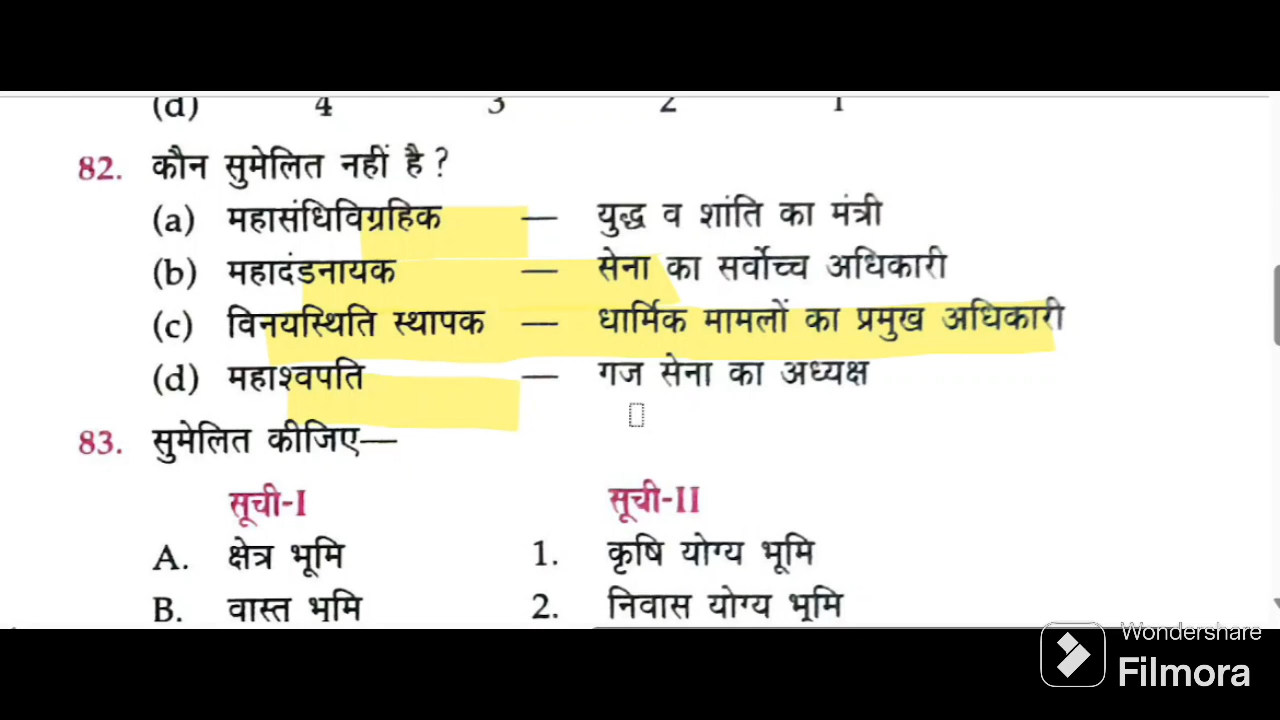 (d) 4 3 2 1
82. कौन सुमेलित नहीं है ?
(a) महासंधिविग्रहिक — युद्ध व शांति का मंत्री
(b) महादंडनायक — सेना का सर्वोच्च अधिकारी
(c) विनयस्थिति स्थापक — धार्मिक मामलों का प्रमुख अधिकारी
(d) महाश्वपति — गज सेना का अध्यक्ष
83. सुमेलित कीजिए—
सूची-I सूची-II
A. क्षेत्र भूमि 1. कृषि योग्य भूमि
B. वास्त भूमि 2. निवास योग्य भूमि
Wondershare
Filmora